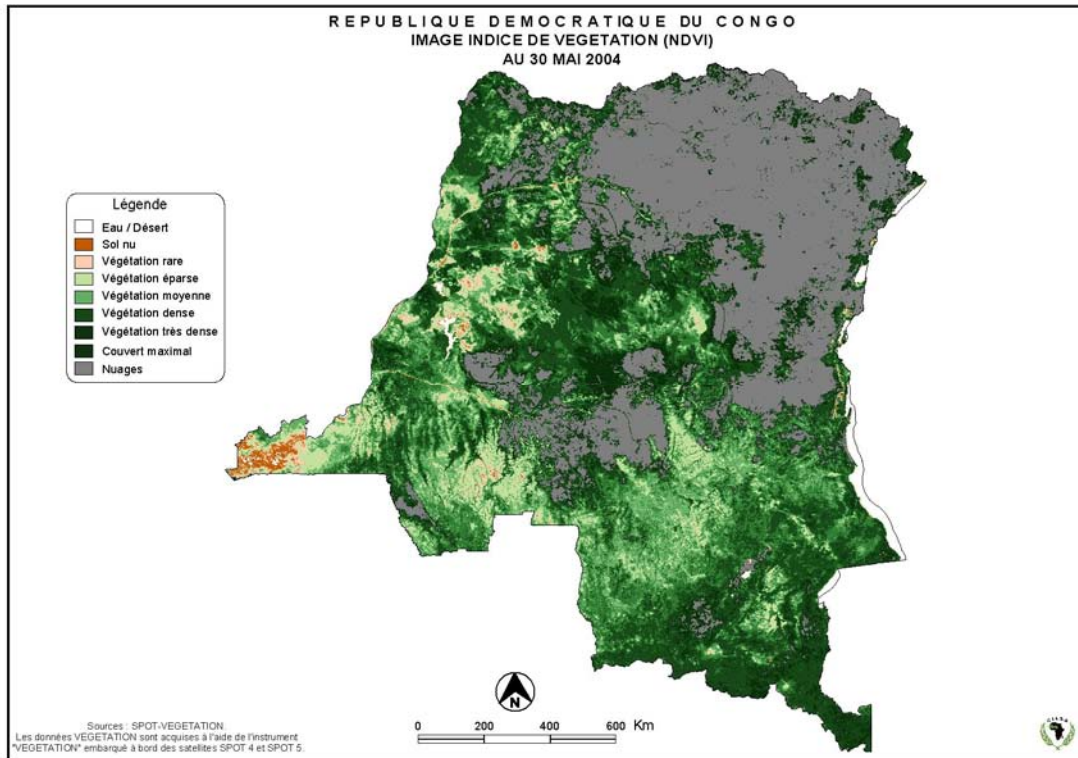 REPUBLIQUE DEMOCRATIQUE DU CONGO
IMAGE INDICE DE VEGETATION (NDVI)
AU 30 MAI 2004
Légende
Eau / Désert
Sol nu
Végétation rare
Végétation éparse
Végétation moyenne
Végétation dense
Végétation très dense
Couvert maximal
Nuages
N
0 200 400 600 Km
Sources : SPOT-VEGETATION.
Les données VEGETATION sont acquises à l'aide de l'instrument
"VEGETATION" embarqué à bord des satellites SPOT 4 et SPOT 5.